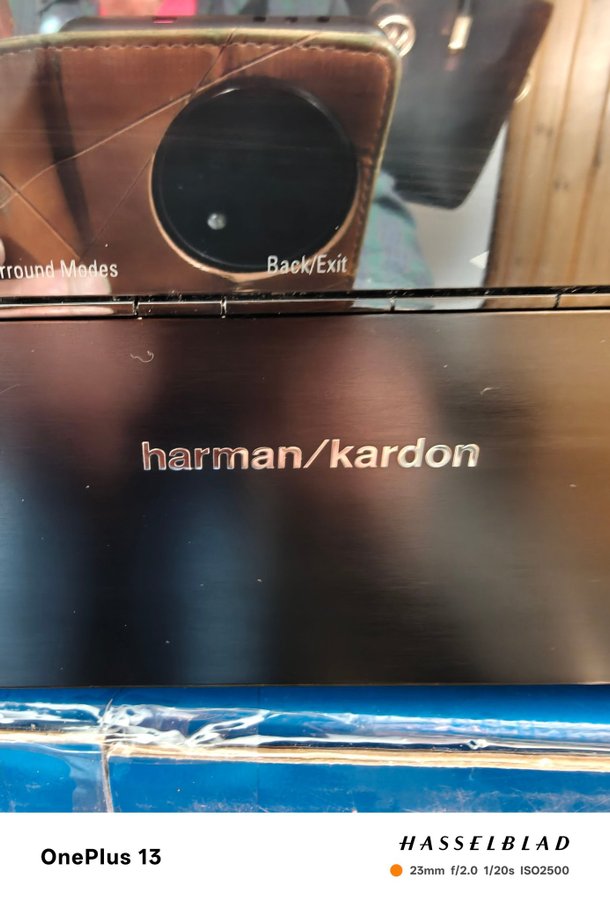 rround Modes
Back/Exit
harman/kardon
OnePlus 13
HASSELBLAD
23mm f/2.0 1/20s ISO2500